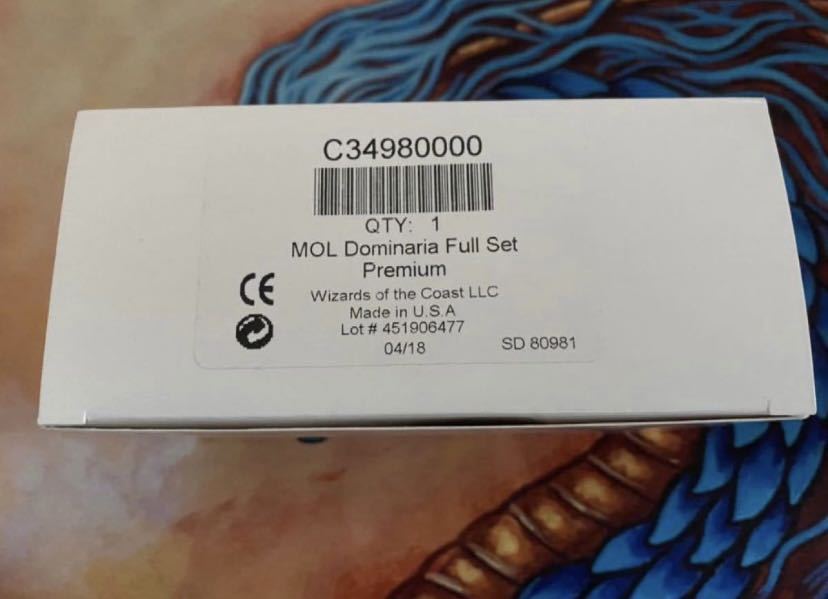 C34980000
QTY: 1
MOL Dominaria Full Set
Premium
CE
Wizards of the Coast LLC
Made in U.S.A
Lot # 451906477
04/18
SD 80981